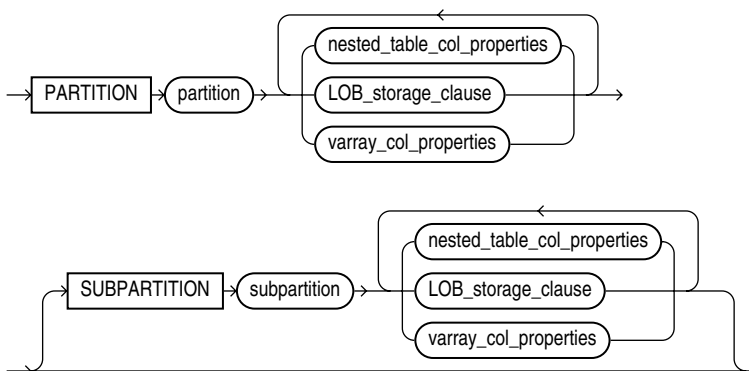 nested_table_col_properties
PARTITION partition LOB_storage_clause
varray_col_properties
nested_table_col_properties
SUBPARTITION subpartition LOB_storage_clause
varray_col_properties